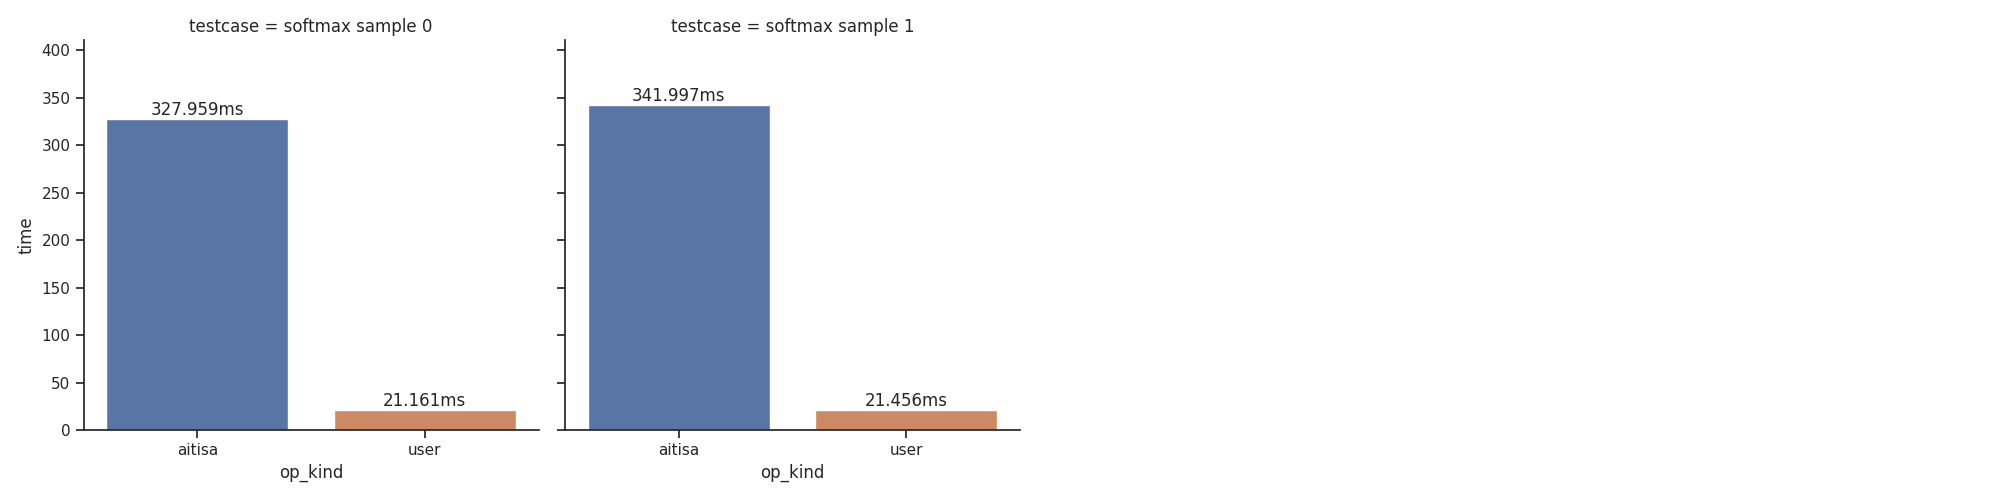 testcase = softmax sample 0
testcase = softmax sample 1
time
400
350
300
250
200
150
100
50
0
327.959ms
21.161ms
341.997ms
21.456ms
aitisa
user
aitisa
user
op_kind
op_kind